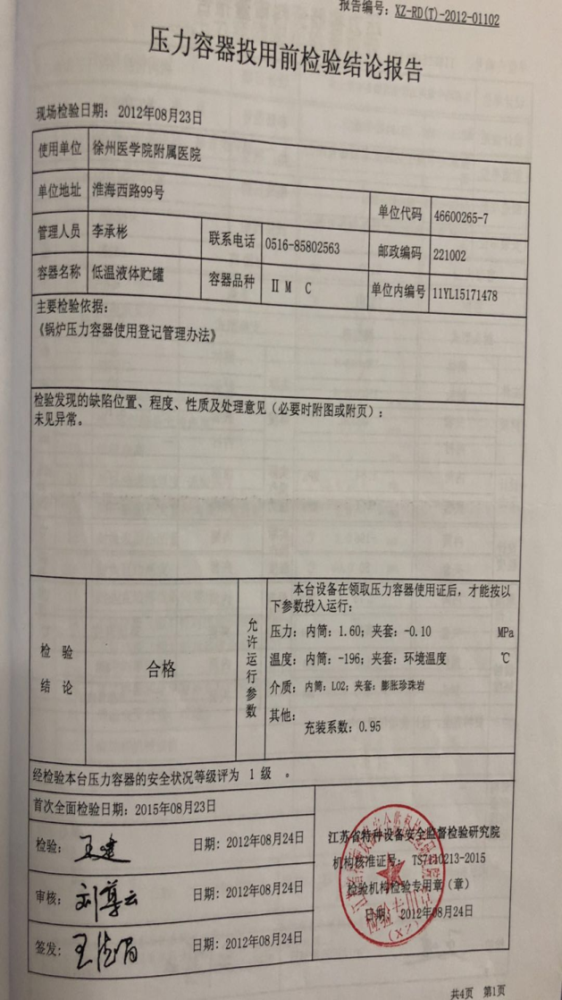 报告编号: XZ-RD(T)-2012-01102
压力容器投用前检验结论报告
现场检验日期: 2012年08月23日
使用单位 徐州医学院附属医院
单位地址 淮海西路99号 单位代码 46600265-7
管理人员 李承彬 联系电话 0516-85802563 邮政编码 221002
容器名称 低温液体贮罐 容器品种 ⅡM C 单位内编号 11YL15171478
主要检验依据:
《锅炉压力容器使用登记管理办法》
检验发现的缺陷位置、程度、性质及处理意见(必要时附图或附页):
未见异常。
检验结论 合格 允许运行参数
本台设备在领取压力容器使用证后,才能按以
下参数投入运行:
压力: 内筒: 1.60; 夹套: -0.10 MPa
温度: 内筒: -196; 夹套: 环境温度 ℃
介质: 内筒: LO2; 夹套: 膨胀珍珠岩
其他:
充装系数: 0.95
经检验本台压力容器的安全状况等级评为 1 级 。
首次全面检验日期: 2015年08月23日
检验: 王建 日期: 2012年08月24日
审核: 刘尊云 日期: 2012年08月24日
签发: 王 日期: 2012年08月24日
江苏省特种设备安全监督检验研究院
机构核准证号: TS7110213-2015
检验机构检验专用章(章)
日期: 2012年08月24日
(XZ)
共4页 第1页